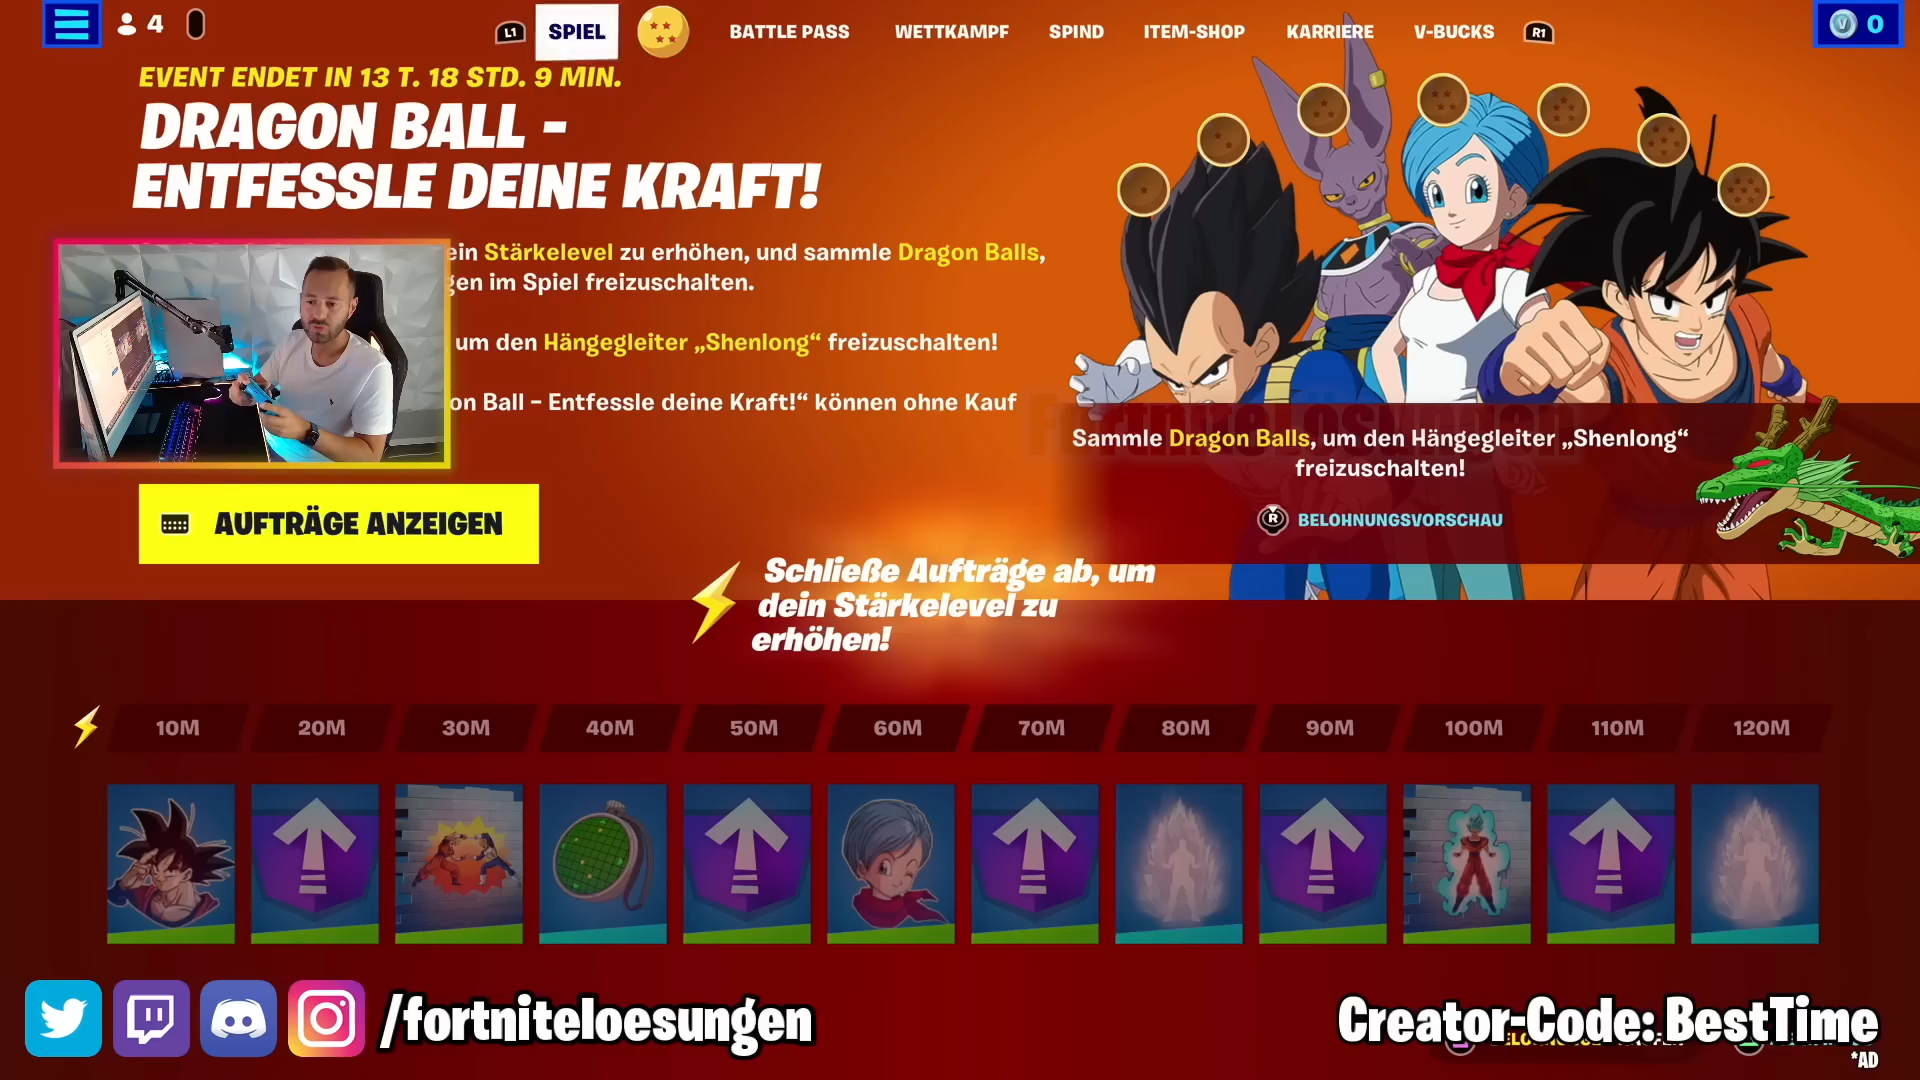 4
L1
SPIEL
BATTLE PASS
WETTKAMPF
SPIND
ITEM-SHOP
KARRIERE
V-BUCKS
R1
0
EVENT ENDET IN 13 T. 18 STD. 9 MIN.
DRAGON BALL -
ENTFESSLE DEINE KRAFT!
ein Stärkelevel zu erhöhen, und sammle Dragon Balls,
gen im Spiel freizuschalten.
um den Hängegleiter „Shenlong“ freizuschalten!
on Ball – Entfessle deine Kraft!“ können ohne Kauf
AUFTRÄGE ANZEIGEN
Fortnitelösungen
Sammle Dragon Balls, um den Hängegleiter „Shenlong“
freizuschalten!
R BELOHNUNGSVORSCHAU
Schließe Aufträge ab, um
dein Stärkelevel zu
erhöhen!
10M
20M
30M
40M
50M
60M
70M
80M
90M
100M
110M
120M
/fortniteloesungen
Creator-Code: BestTime
*AD